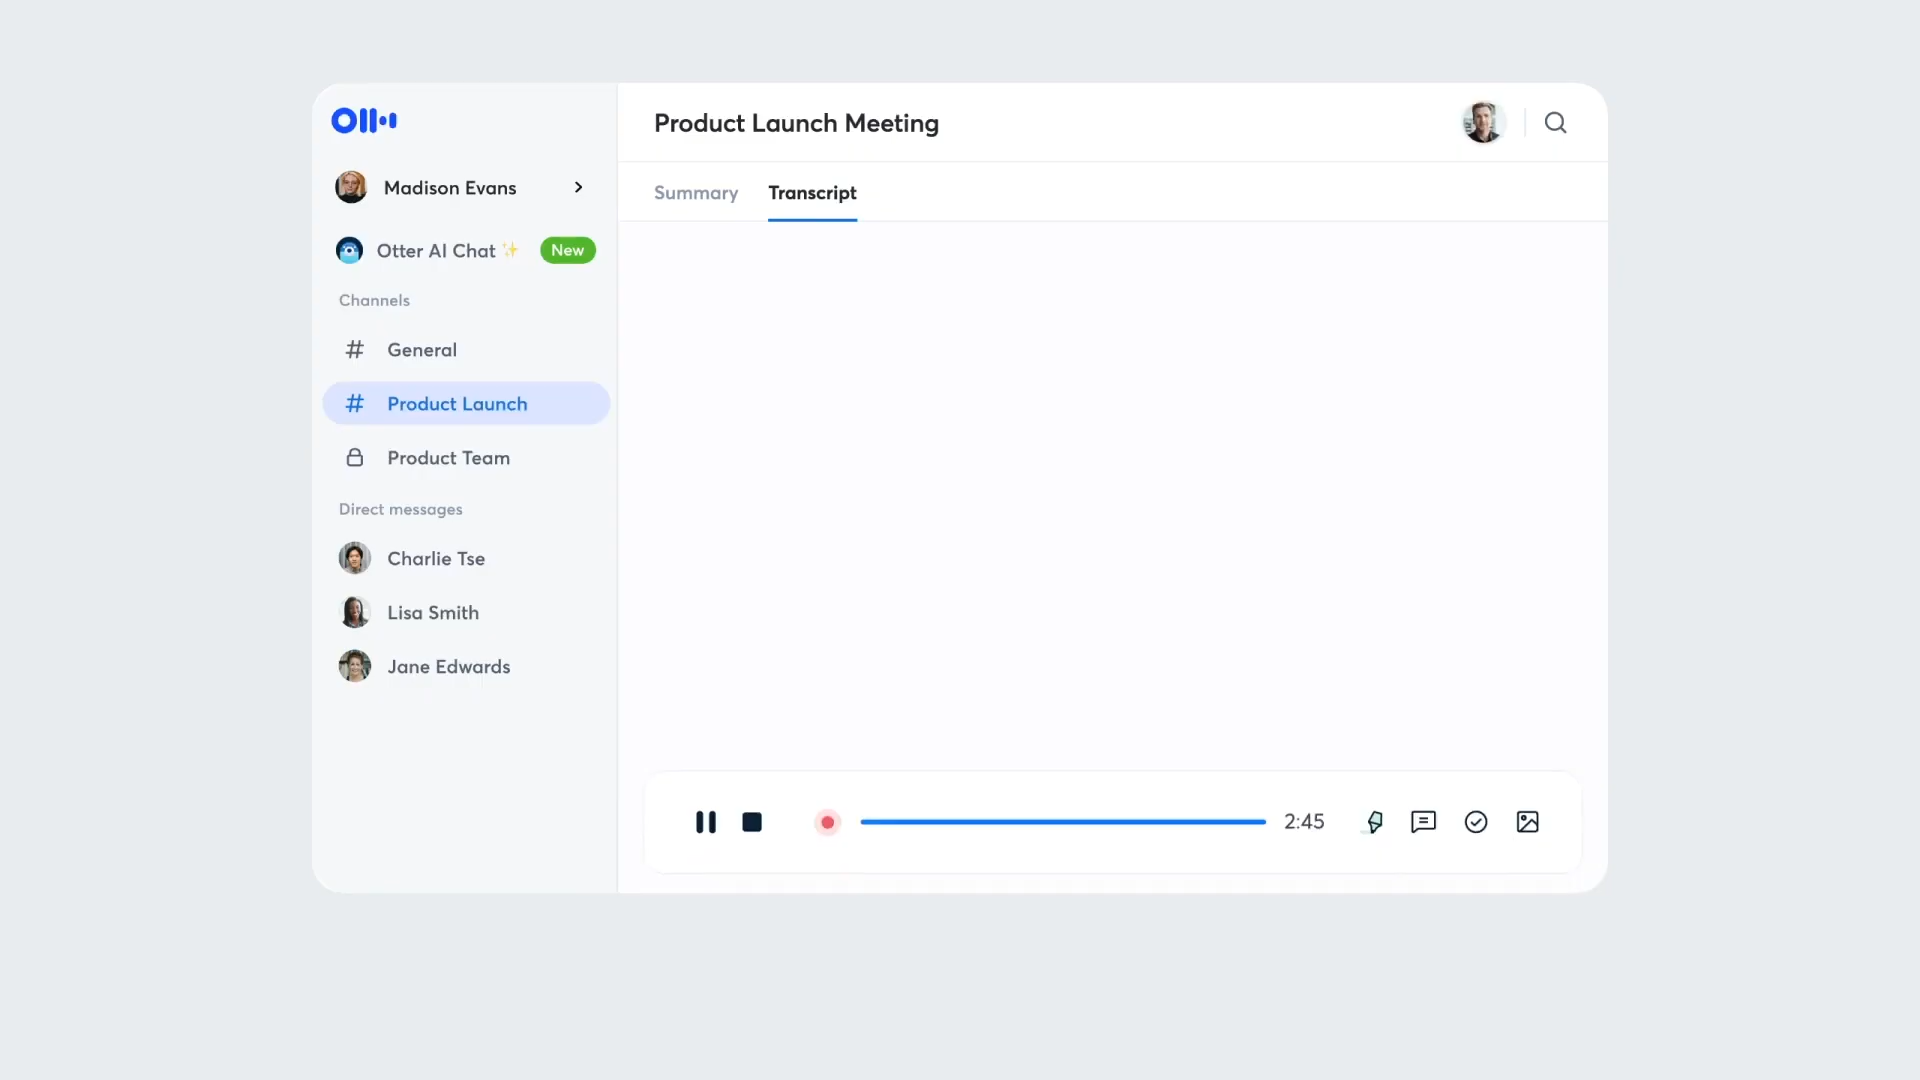 Product Launch Meeting
Madison Evans
Summary
Transcript
Otter AI Chat ✨
New
Channels
# General
# Product Launch
Product Team
Direct messages
Charlie Tse
Lisa Smith
Jane Edwards
2:45